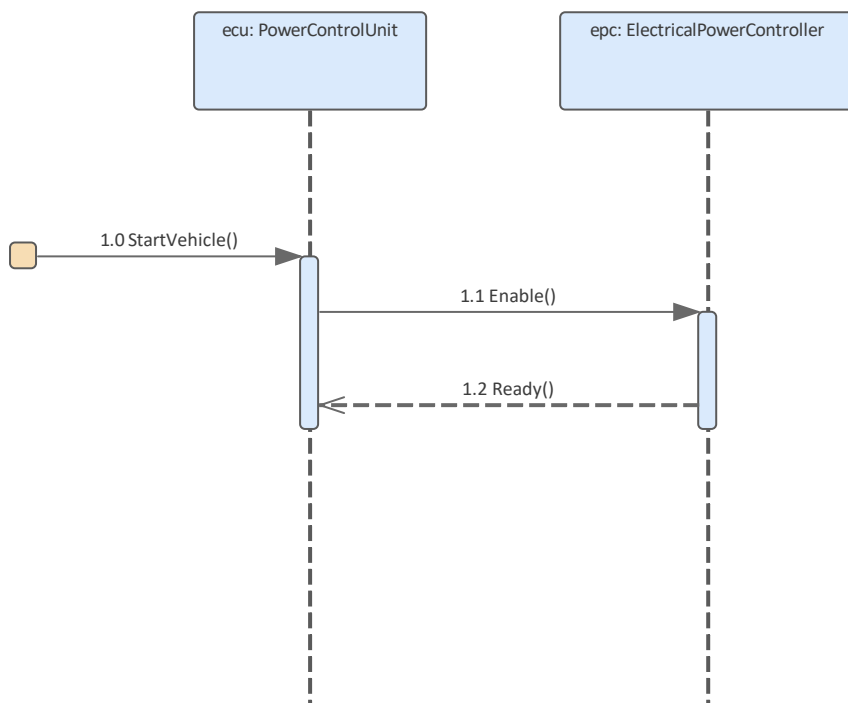 ecu: PowerControlUnit
epc: ElectricalPowerController
1.0 StartVehicle()
1.1 Enable()
1.2 Ready()